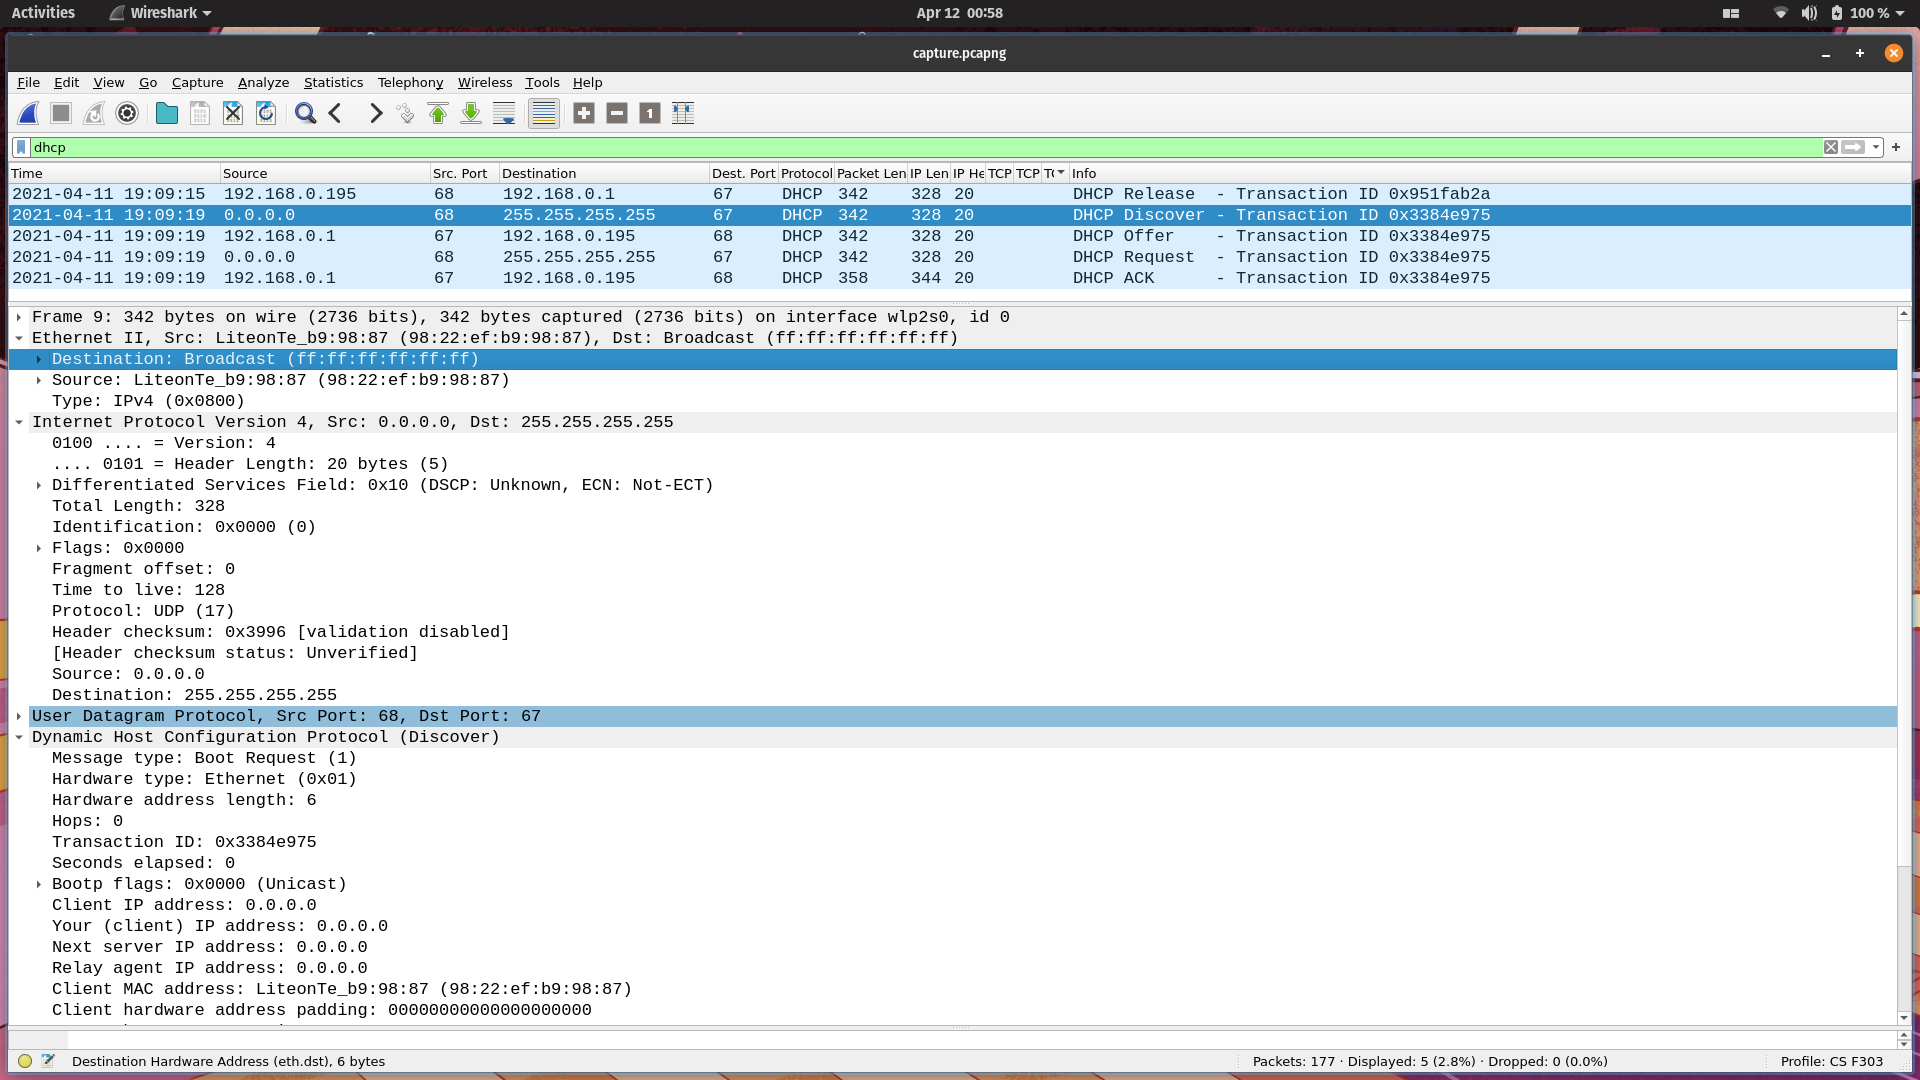 Activities Wireshark Apr 12 00:58 100 %
capture.pcapng
File Edit View Go Capture Analyze Statistics Telephony Wireless Tools Help
dhcp
Time Source Src. Port Destination Dest. Port Protocol Packet Len IP Len IP He TCP TCP Info
2021-04-11 19:09:15 192.168.0.195 68 192.168.0.1 67 DHCP 342 328 20 DHCP Release - Transaction ID 0x951fab2a
2021-04-11 19:09:19 0.0.0.0 68 255.255.255.255 67 DHCP 342 328 20 DHCP Discover - Transaction ID 0x3384e975
2021-04-11 19:09:19 192.168.0.1 67 192.168.0.195 68 DHCP 342 328 20 DHCP Offer - Transaction ID 0x3384e975
2021-04-11 19:09:19 0.0.0.0 68 255.255.255.255 67 DHCP 342 328 20 DHCP Request - Transaction ID 0x3384e975
2021-04-11 19:09:19 192.168.0.1 67 192.168.0.195 68 DHCP 358 344 20 DHCP ACK - Transaction ID 0x3384e975
Frame 9: 342 bytes on wire (2736 bits), 342 bytes captured (2736 bits) on interface wlp2s0, id 0
Ethernet II, Src: LiteonTe_b9:98:87 (98:22:ef:b9:98:87), Dst: Broadcast (ff:ff:ff:ff:ff:ff)
Destination: Broadcast (ff:ff:ff:ff:ff:ff)
Source: LiteonTe_b9:98:87 (98:22:ef:b9:98:87)
Type: IPv4 (0x0800)
Internet Protocol Version 4, Src: 0.0.0.0, Dst: 255.255.255.255
0100 .... = Version: 4
.... 0101 = Header Length: 20 bytes (5)
Differentiated Services Field: 0x10 (DSCP: Unknown, ECN: Not-ECT)
Total Length: 328
Identification: 0x0000 (0)
Flags: 0x0000
Fragment offset: 0
Time to live: 128
Protocol: UDP (17)
Header checksum: 0x3996 [validation disabled]
[Header checksum status: Unverified]
Source: 0.0.0.0
Destination: 255.255.255.255
User Datagram Protocol, Src Port: 68, Dst Port: 67
Dynamic Host Configuration Protocol (Discover)
Message type: Boot Request (1)
Hardware type: Ethernet (0x01)
Hardware address length: 6
Hops: 0
Transaction ID: 0x3384e975
Seconds elapsed: 0
Bootp flags: 0x0000 (Unicast)
Client IP address: 0.0.0.0
Your (client) IP address: 0.0.0.0
Next server IP address: 0.0.0.0
Relay agent IP address: 0.0.0.0
Client MAC address: LiteonTe_b9:98:87 (98:22:ef:b9:98:87)
Client hardware address padding: 00000000000000000000
Destination Hardware Address (eth.dst), 6 bytes Packets: 177 · Displayed: 5 (2.8%) · Dropped: 0 (0.0%) Profile: CS F303